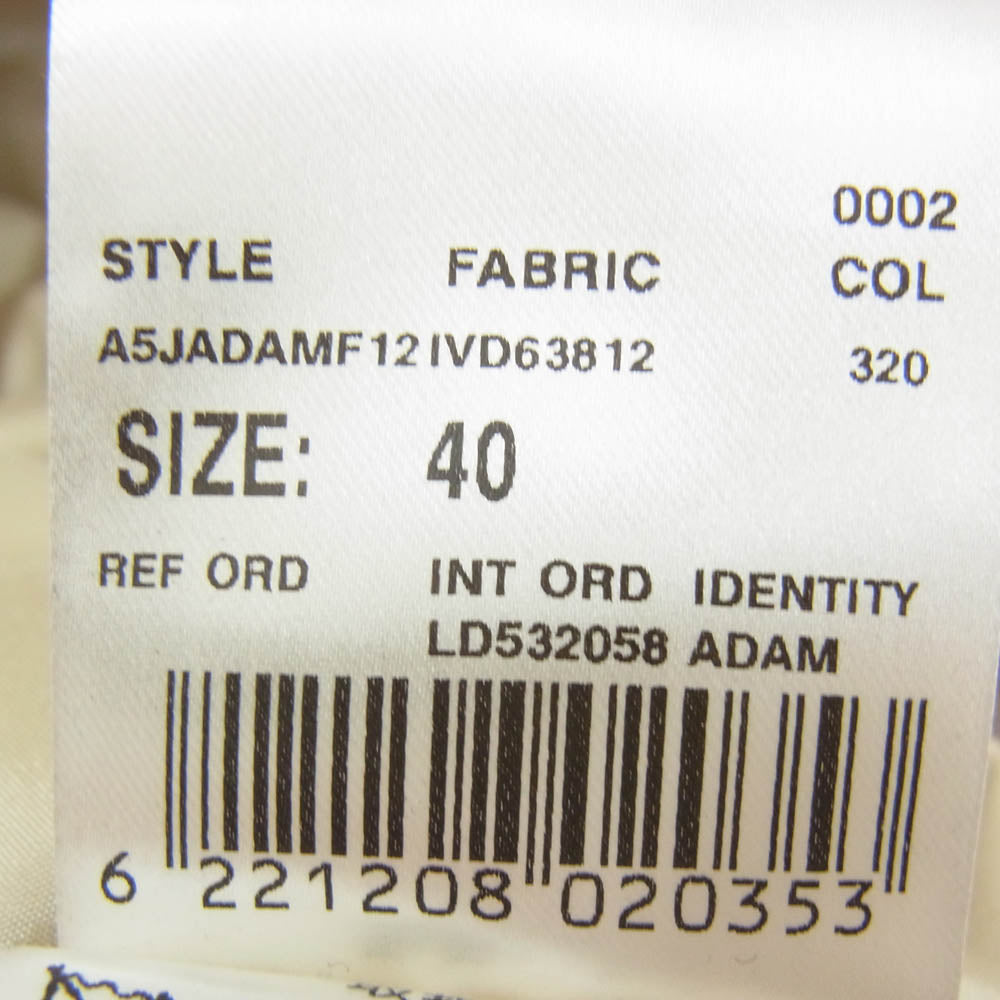 0002
STYLE FABRIC COL
A5JADAMF12 IVD63812 320
SIZE: 40
REF ORD INT ORD IDENTITY
LD532058 ADAM
6 221208 020353